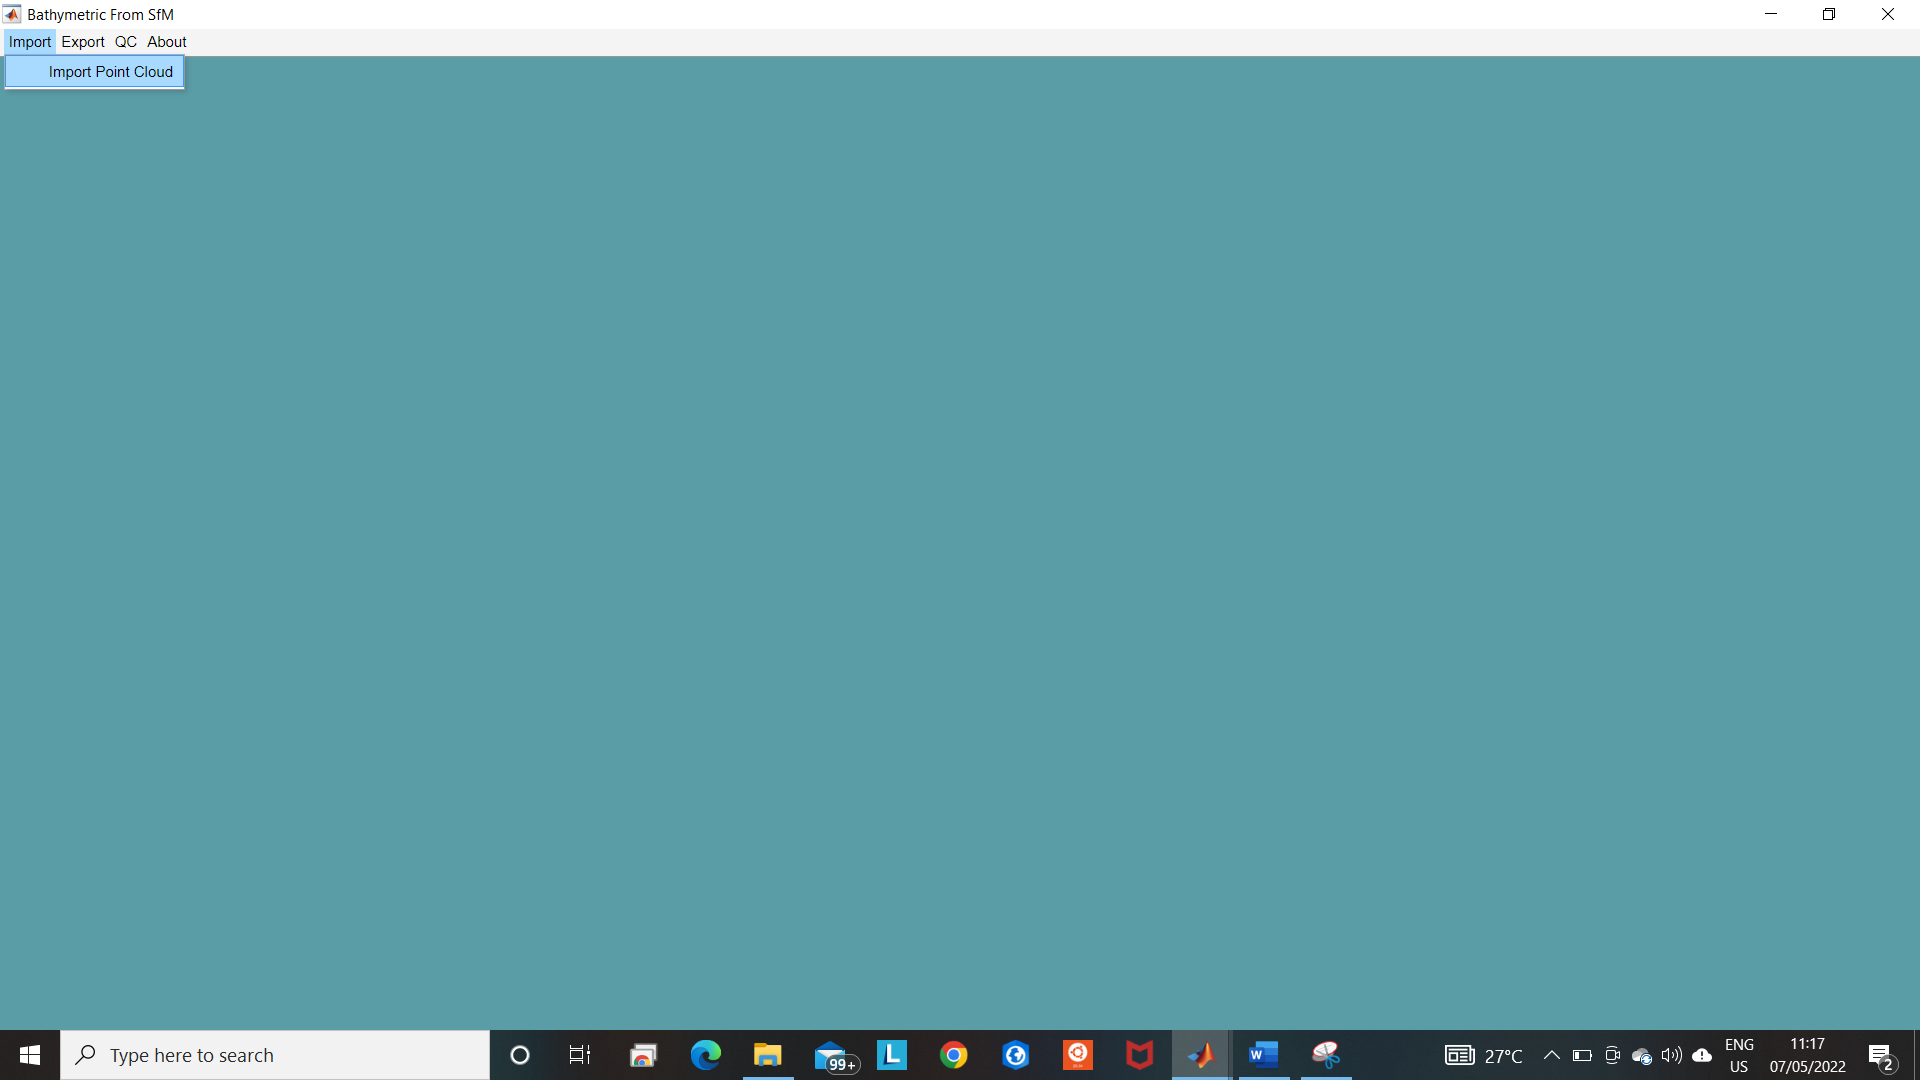 Bathymetric From SfM
Import Export QC About
Import Point Cloud
Type here to search
99+
L
W
27°C
ENG
US
11:17
07/05/2022
2